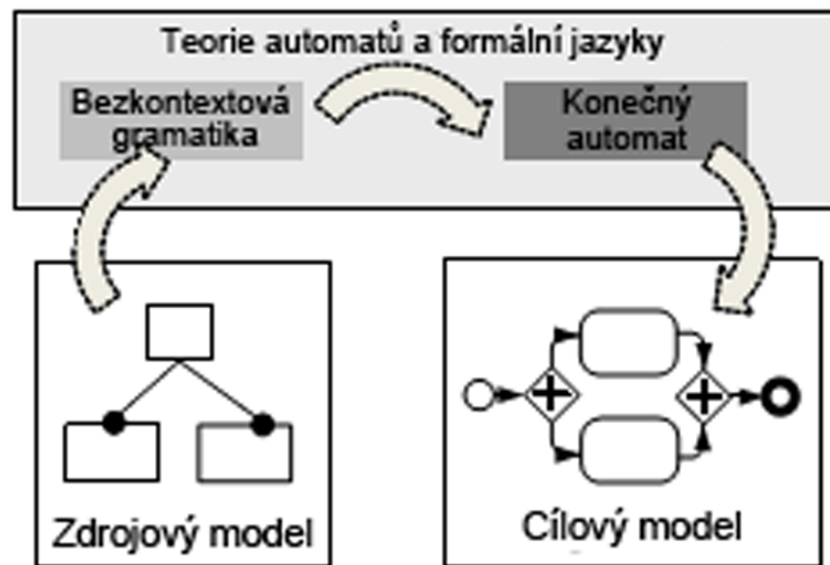 Teorie automatů a formální jazyky
Bezkontextová
gramatika
Konečný
automat
Zdrojový model
Cílový model